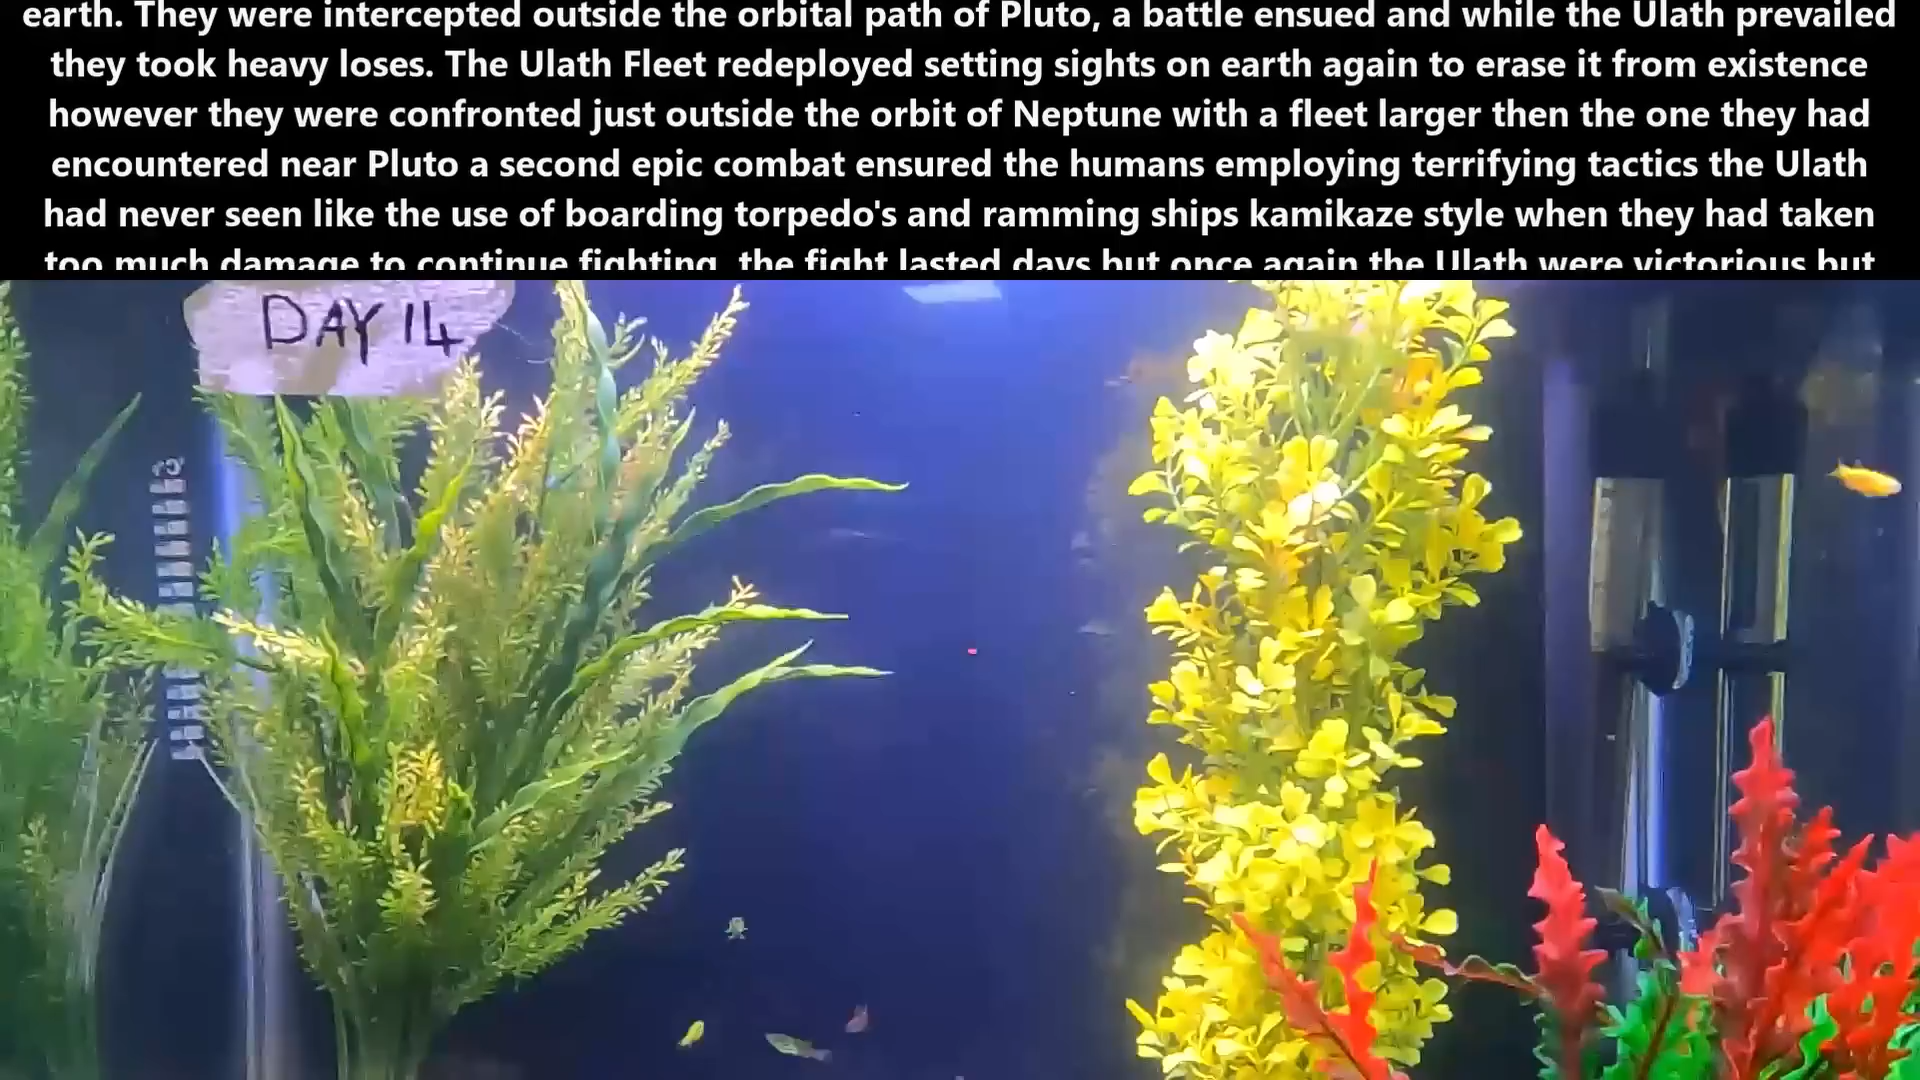 earth. They were intercepted outside the orbital path of Pluto, a battle ensued and while the Ulath prevailed
they took heavy loses. The Ulath Fleet redeployed setting sights on earth again to erase it from existence
however they were confronted just outside the orbit of Neptune with a fleet larger then the one they had
encountered near Pluto a second epic combat ensured the humans employing terrifying tactics the Ulath
had never seen like the use of boarding torpedo's and ramming ships kamikaze style when they had taken
too much damage to continue fighting, the fight lasted days but once again the Ulath were victorious but
DAY 14